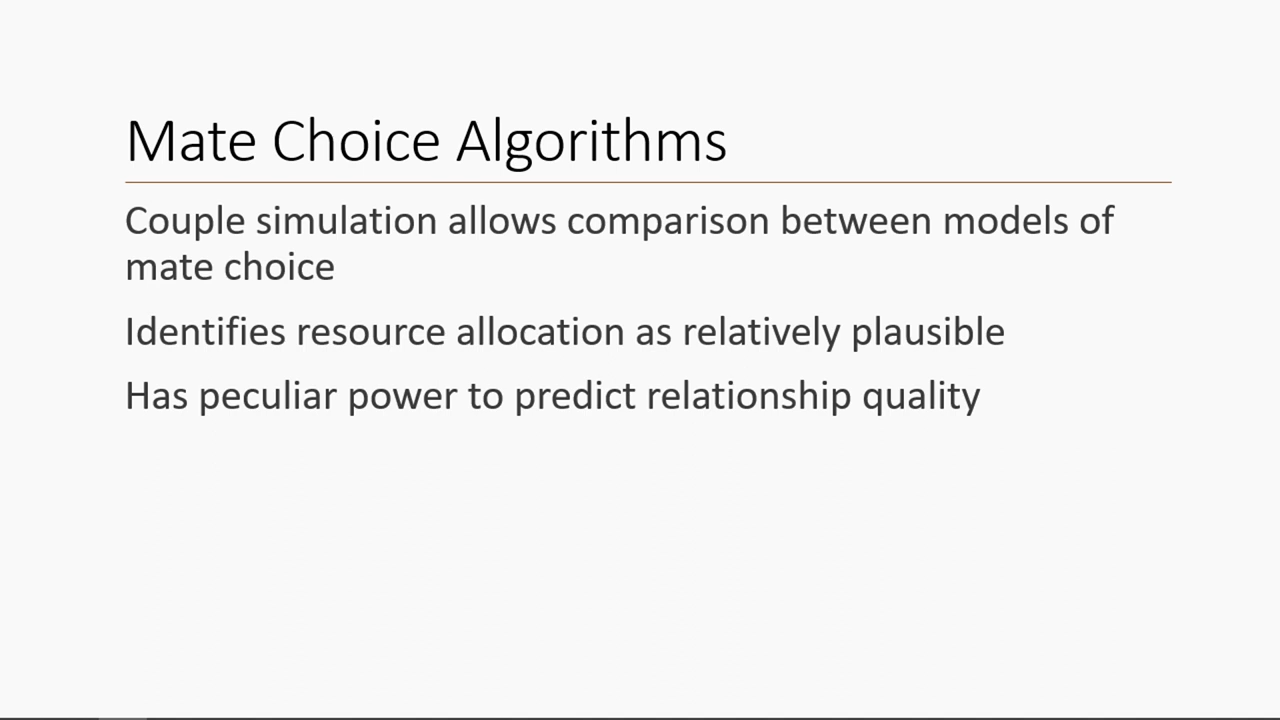 Mate Choice Algorithms
Couple simulation allows comparison between models of
mate choice
Identifies resource allocation as relatively plausible
Has peculiar power to predict relationship quality